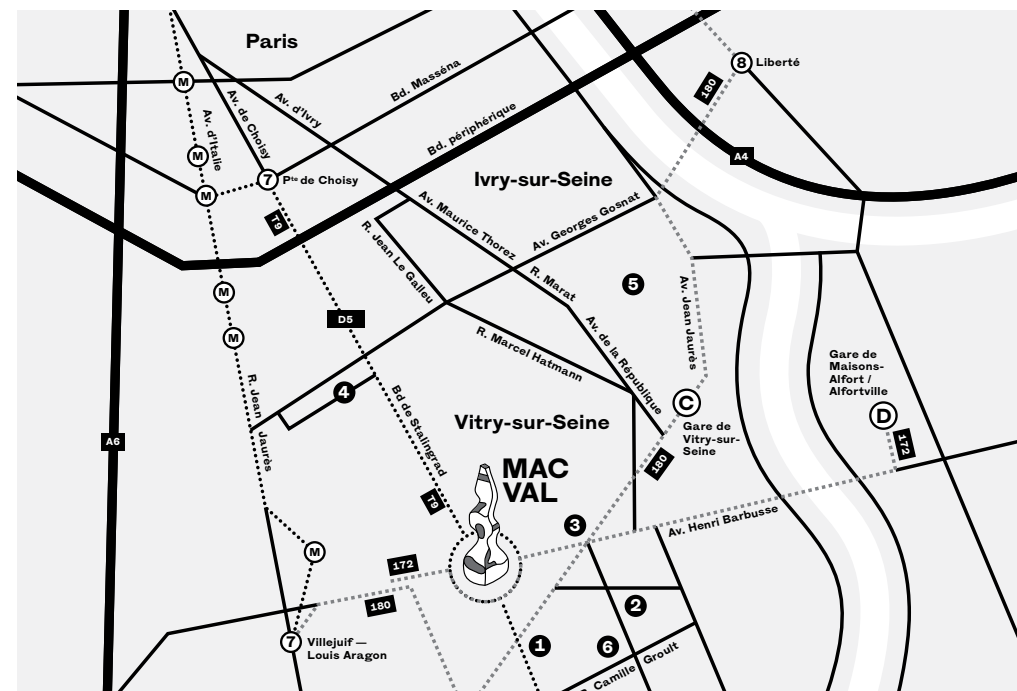 Paris
8
Liberté
180
M
Bd. Masséna
Av. d'Ivry
Av. de Choisy
Av. d'Italie
Bd. périphérique
M
A4
M
7
Pte de Choisy
Ivry-sur-Seine
T9
Av. Maurice Thorez
Av. Georges Gosnat
R. Jean Le Galleu
R. Marat
5
Av. Jean Jaurès
M
D5
M
R. Marcel Hatmann
Av. de la République
Gare de
Maisons-
Alfort /
Alfortville
D
172
4
R. Jean Jaurès
Bd de Stalingrad
C
Gare de
Vitry-sur-
Seine
Vitry-sur-Seine
A6
180
MAC
VAL
T9
3
Av. Henri Barbusse
M
172
180
2
7
Villejuif —
Louis Aragon
1
6
R. Camille Groult